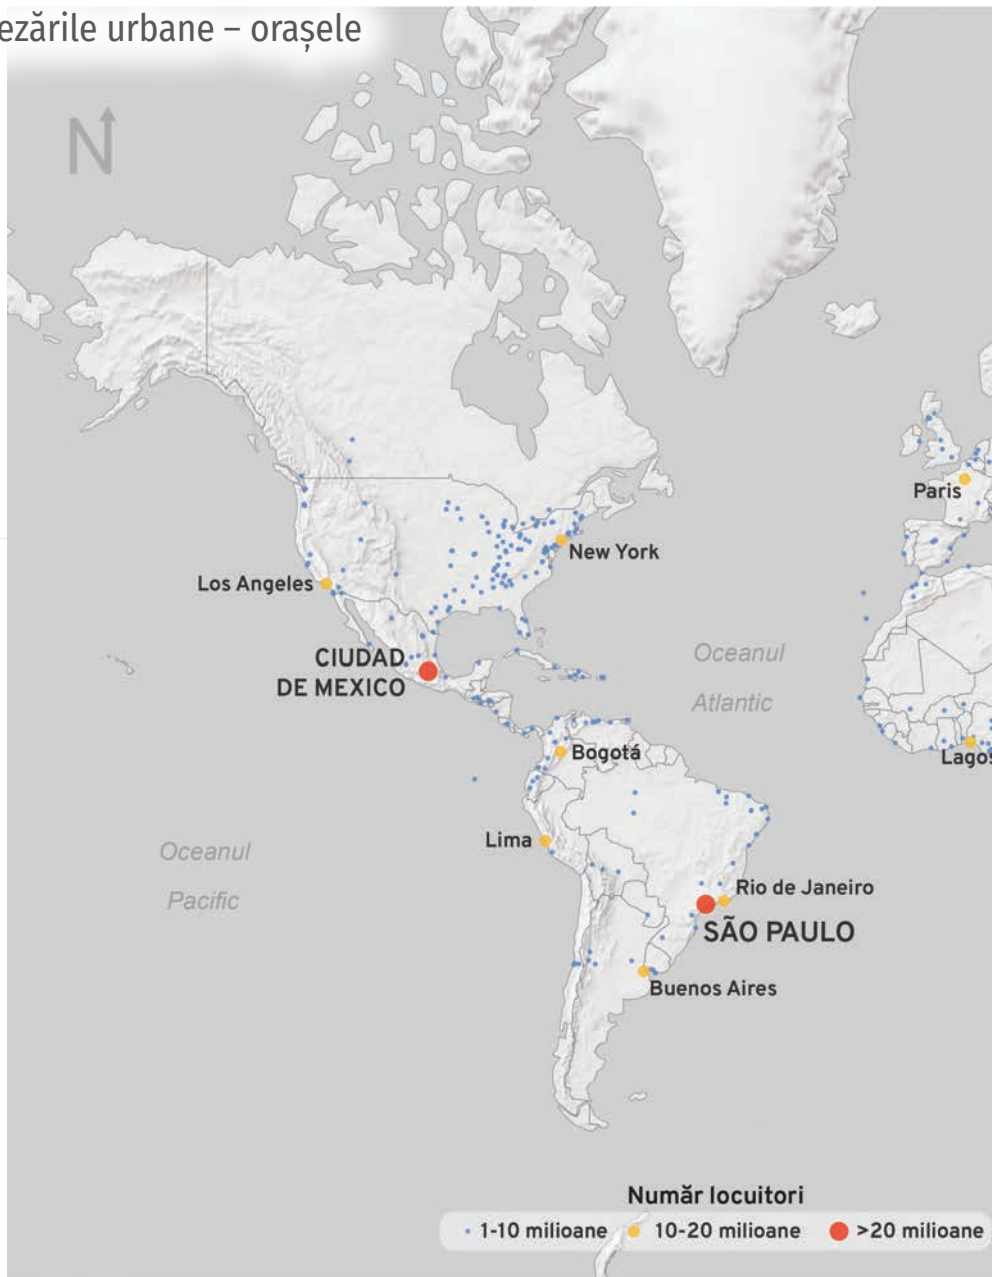 ezările urbane – orașele
N
Paris
New York
Los Angeles
CIUDAD
DE MEXICO
Oceanul
Atlantic
Bogotá
Lagos
Lima
Oceanul
Pacific
Rio de Janeiro
SÃO PAULO
Buenos Aires
Număr locuitori
1-10 milioane 10-20 milioane >20 milioane